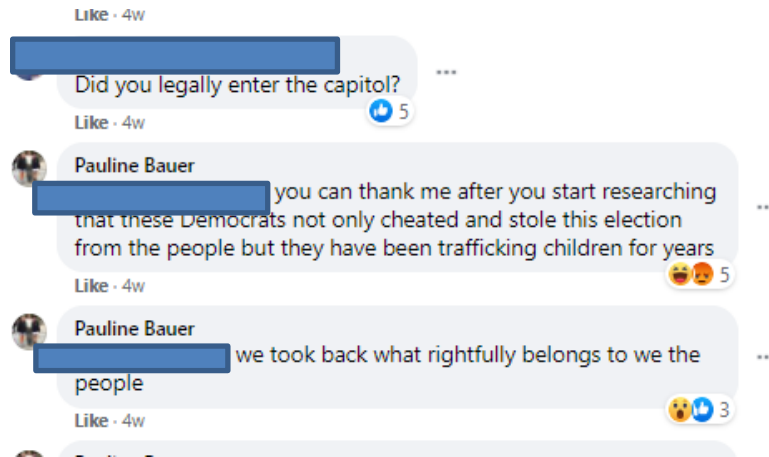 Like · 4w
Did you legally enter the capitol?
5
Like · 4w
Pauline Bauer
you can thank me after you start researching
that these Democrats not only cheated and stole this election
from the people but they have been trafficking children for years
5
Like · 4w
Pauline Bauer
we took back what rightfully belongs to we the
people
3
Like · 4w